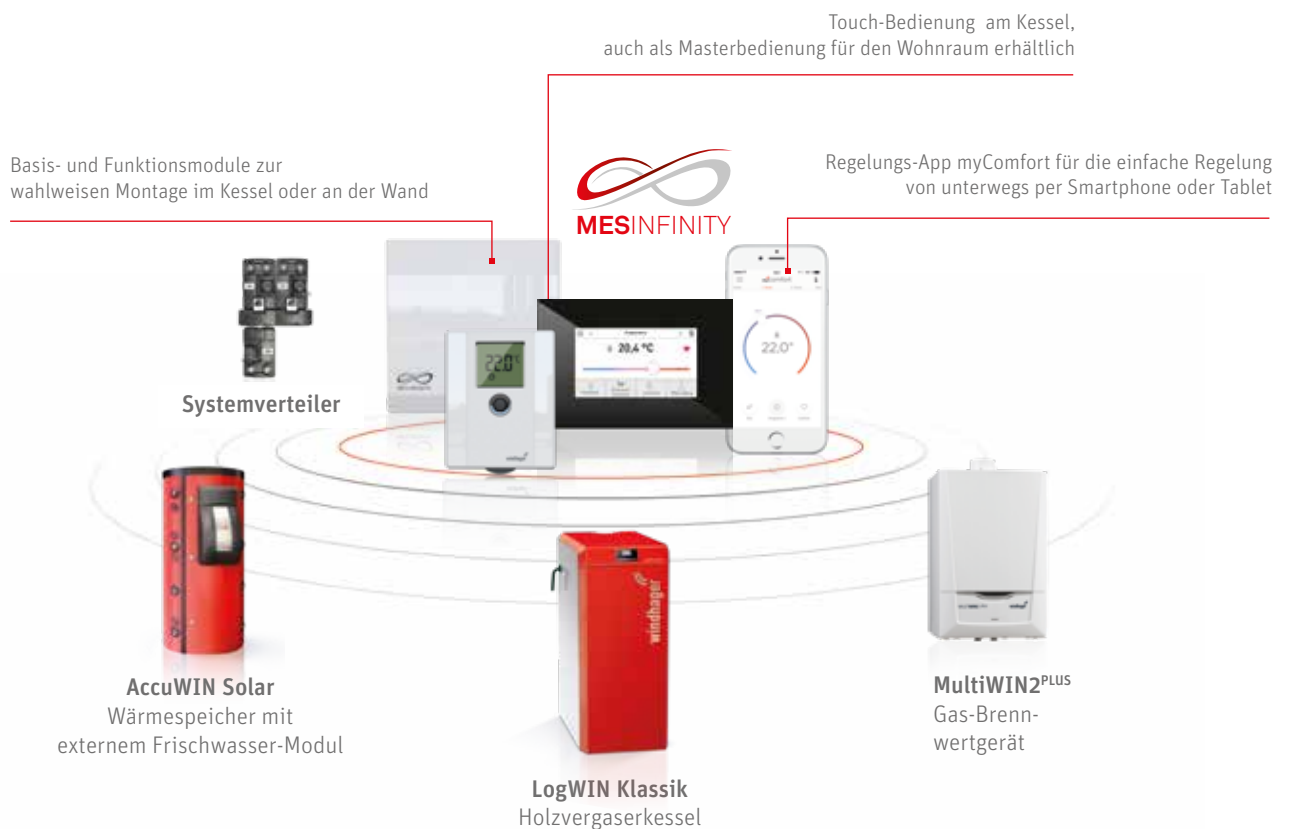 Touch-Bedienung am Kessel,
auch als Masterbedienung für den Wohnraum erhältlich
Basis- und Funktionsmodule zur
wahlweisen Montage im Kessel oder an der Wand
MESINFINITY
Regelungs-App myComfort für die einfache Regelung
von unterwegs per Smartphone oder Tablet
20,4 °C
22.0°C
22.0°
Systemverteiler
windhager
AccuWIN Solar
Wärmespeicher mit
externem Frischwasser-Modul
MultiWIN2PLUS
Gas-Brenn-
wertgerät
LogWIN Klassik
Holzvergaserkessel